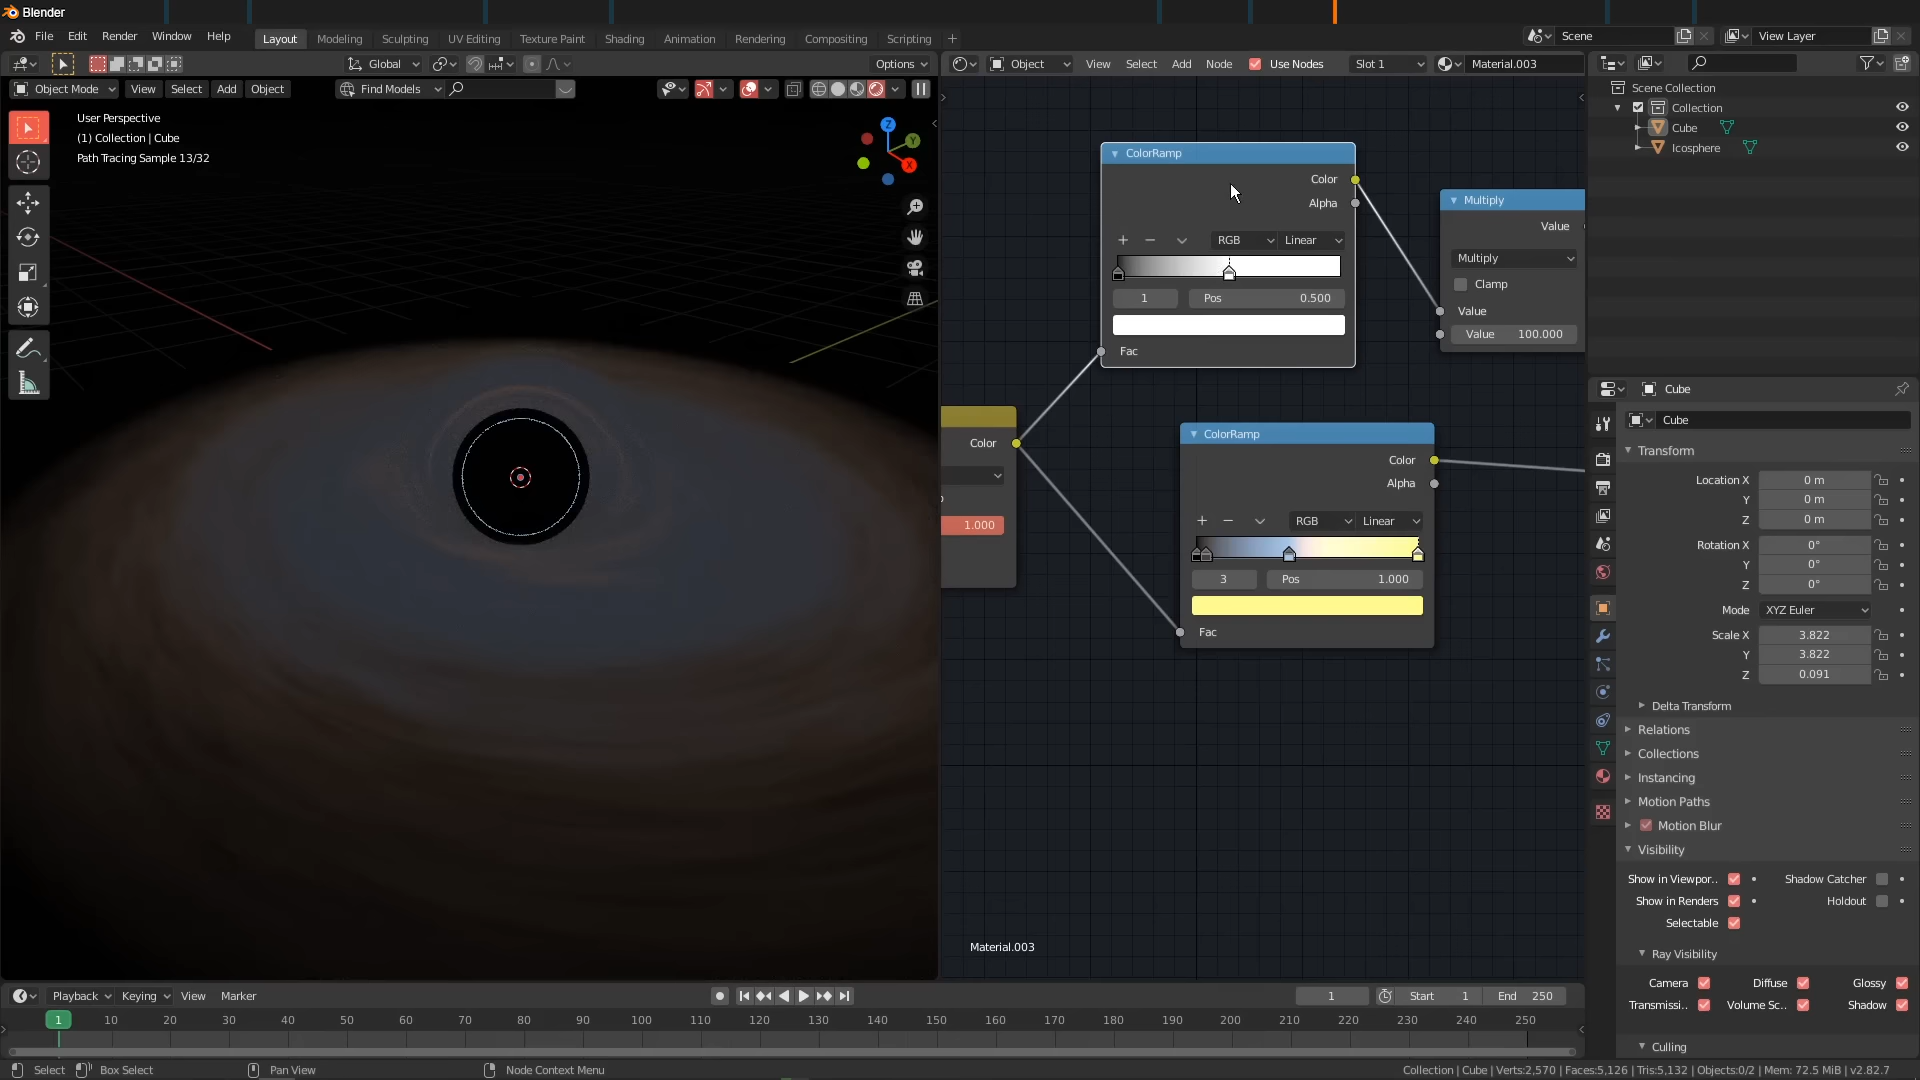 Blender
File Edit Render Window Help
Layout Modeling Sculpting UV Editing Texture Paint Shading Animation Rendering Compositing Scripting +
Scene
View Layer
Global
Options
Object
View Select Add Node Use Nodes
Slot 1
Material.003
Object Mode View Select Add Object
Find Models
User Perspective
(1) Collection | Cube
Path Tracing Sample 13/32
Z
Y
X
ColorRamp
Color
Alpha
RGB
Linear
1
Pos 0.500
Fac
Multiply
Value
Multiply
Clamp
Value
Value 100.000
Color
1.000
ColorRamp
Color
Alpha
RGB
Linear
3
Pos 1.000
Fac
Material.003
Scene Collection
Collection
Cube
Icosphere
Cube
Cube
Transform
Location X 0 m
Y 0 m
Z 0 m
Rotation X 0°
Y 0°
Z 0°
Mode XYZ Euler
Scale X 3.822
Y 3.822
Z 0.091
Delta Transform
Relations
Collections
Instancing
Motion Paths
Motion Blur
Visibility
Show in Viewpor.. Shadow Catcher
Show in Renders Holdout
Selectable
Ray Visibility
Camera Diffuse Glossy
Transmissi.. Volume Sc.. Shadow
Culling
Playback Keying View Marker
1
Start 1
End 250
1 10 20 30 40 50 60 70 80 90 100 110 120 130 140 150 160 170 180 190 200 210 220 230 240 250
Select Box Select Pan View Node Context Menu
Collection | Cube | Verts:2,570 | Faces:5,126 | Tris:5,132 | Objects:0/2 | Mem: 72.5 MiB | v2.82.7